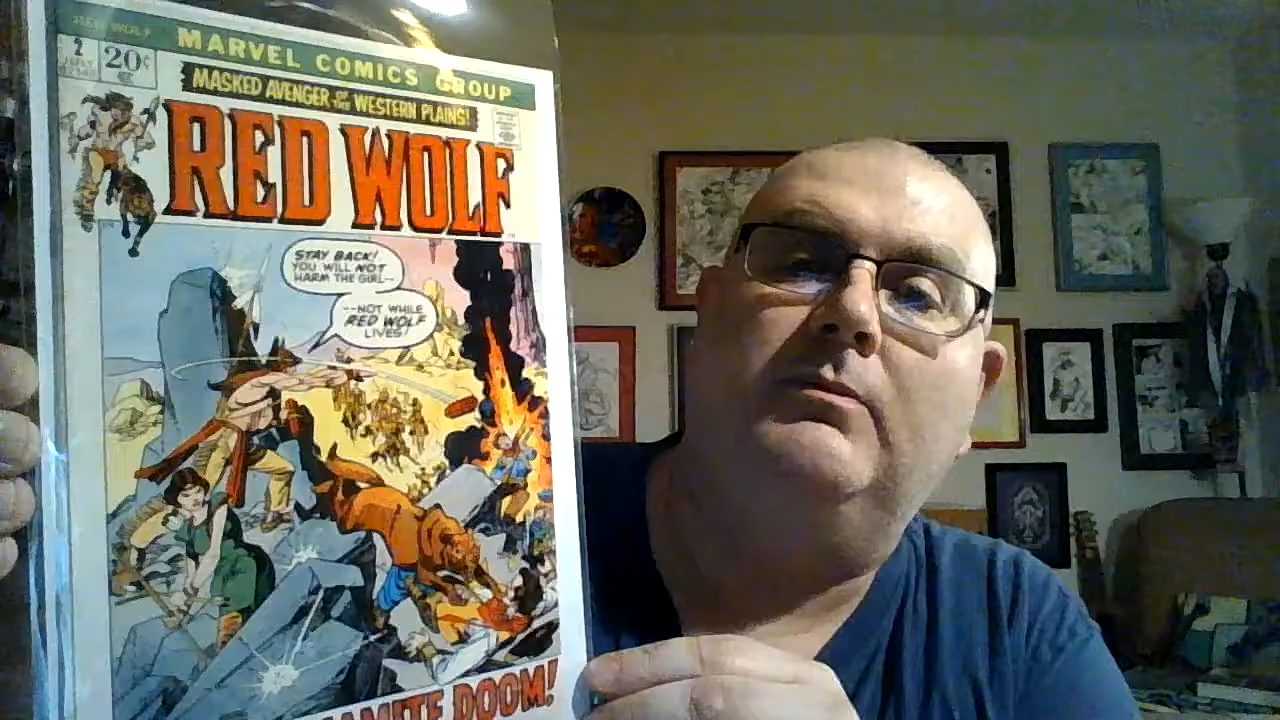 MARVEL COMICS GROUP
2
20¢
JULY
MASKED AVENGER OF THE WESTERN PLAINS!
RED WOLF
STAY BACK!
YOU WILL NOT
HARM THE GIRL--
--NOT WHILE
RED WOLF
LIVES!
DOOM!